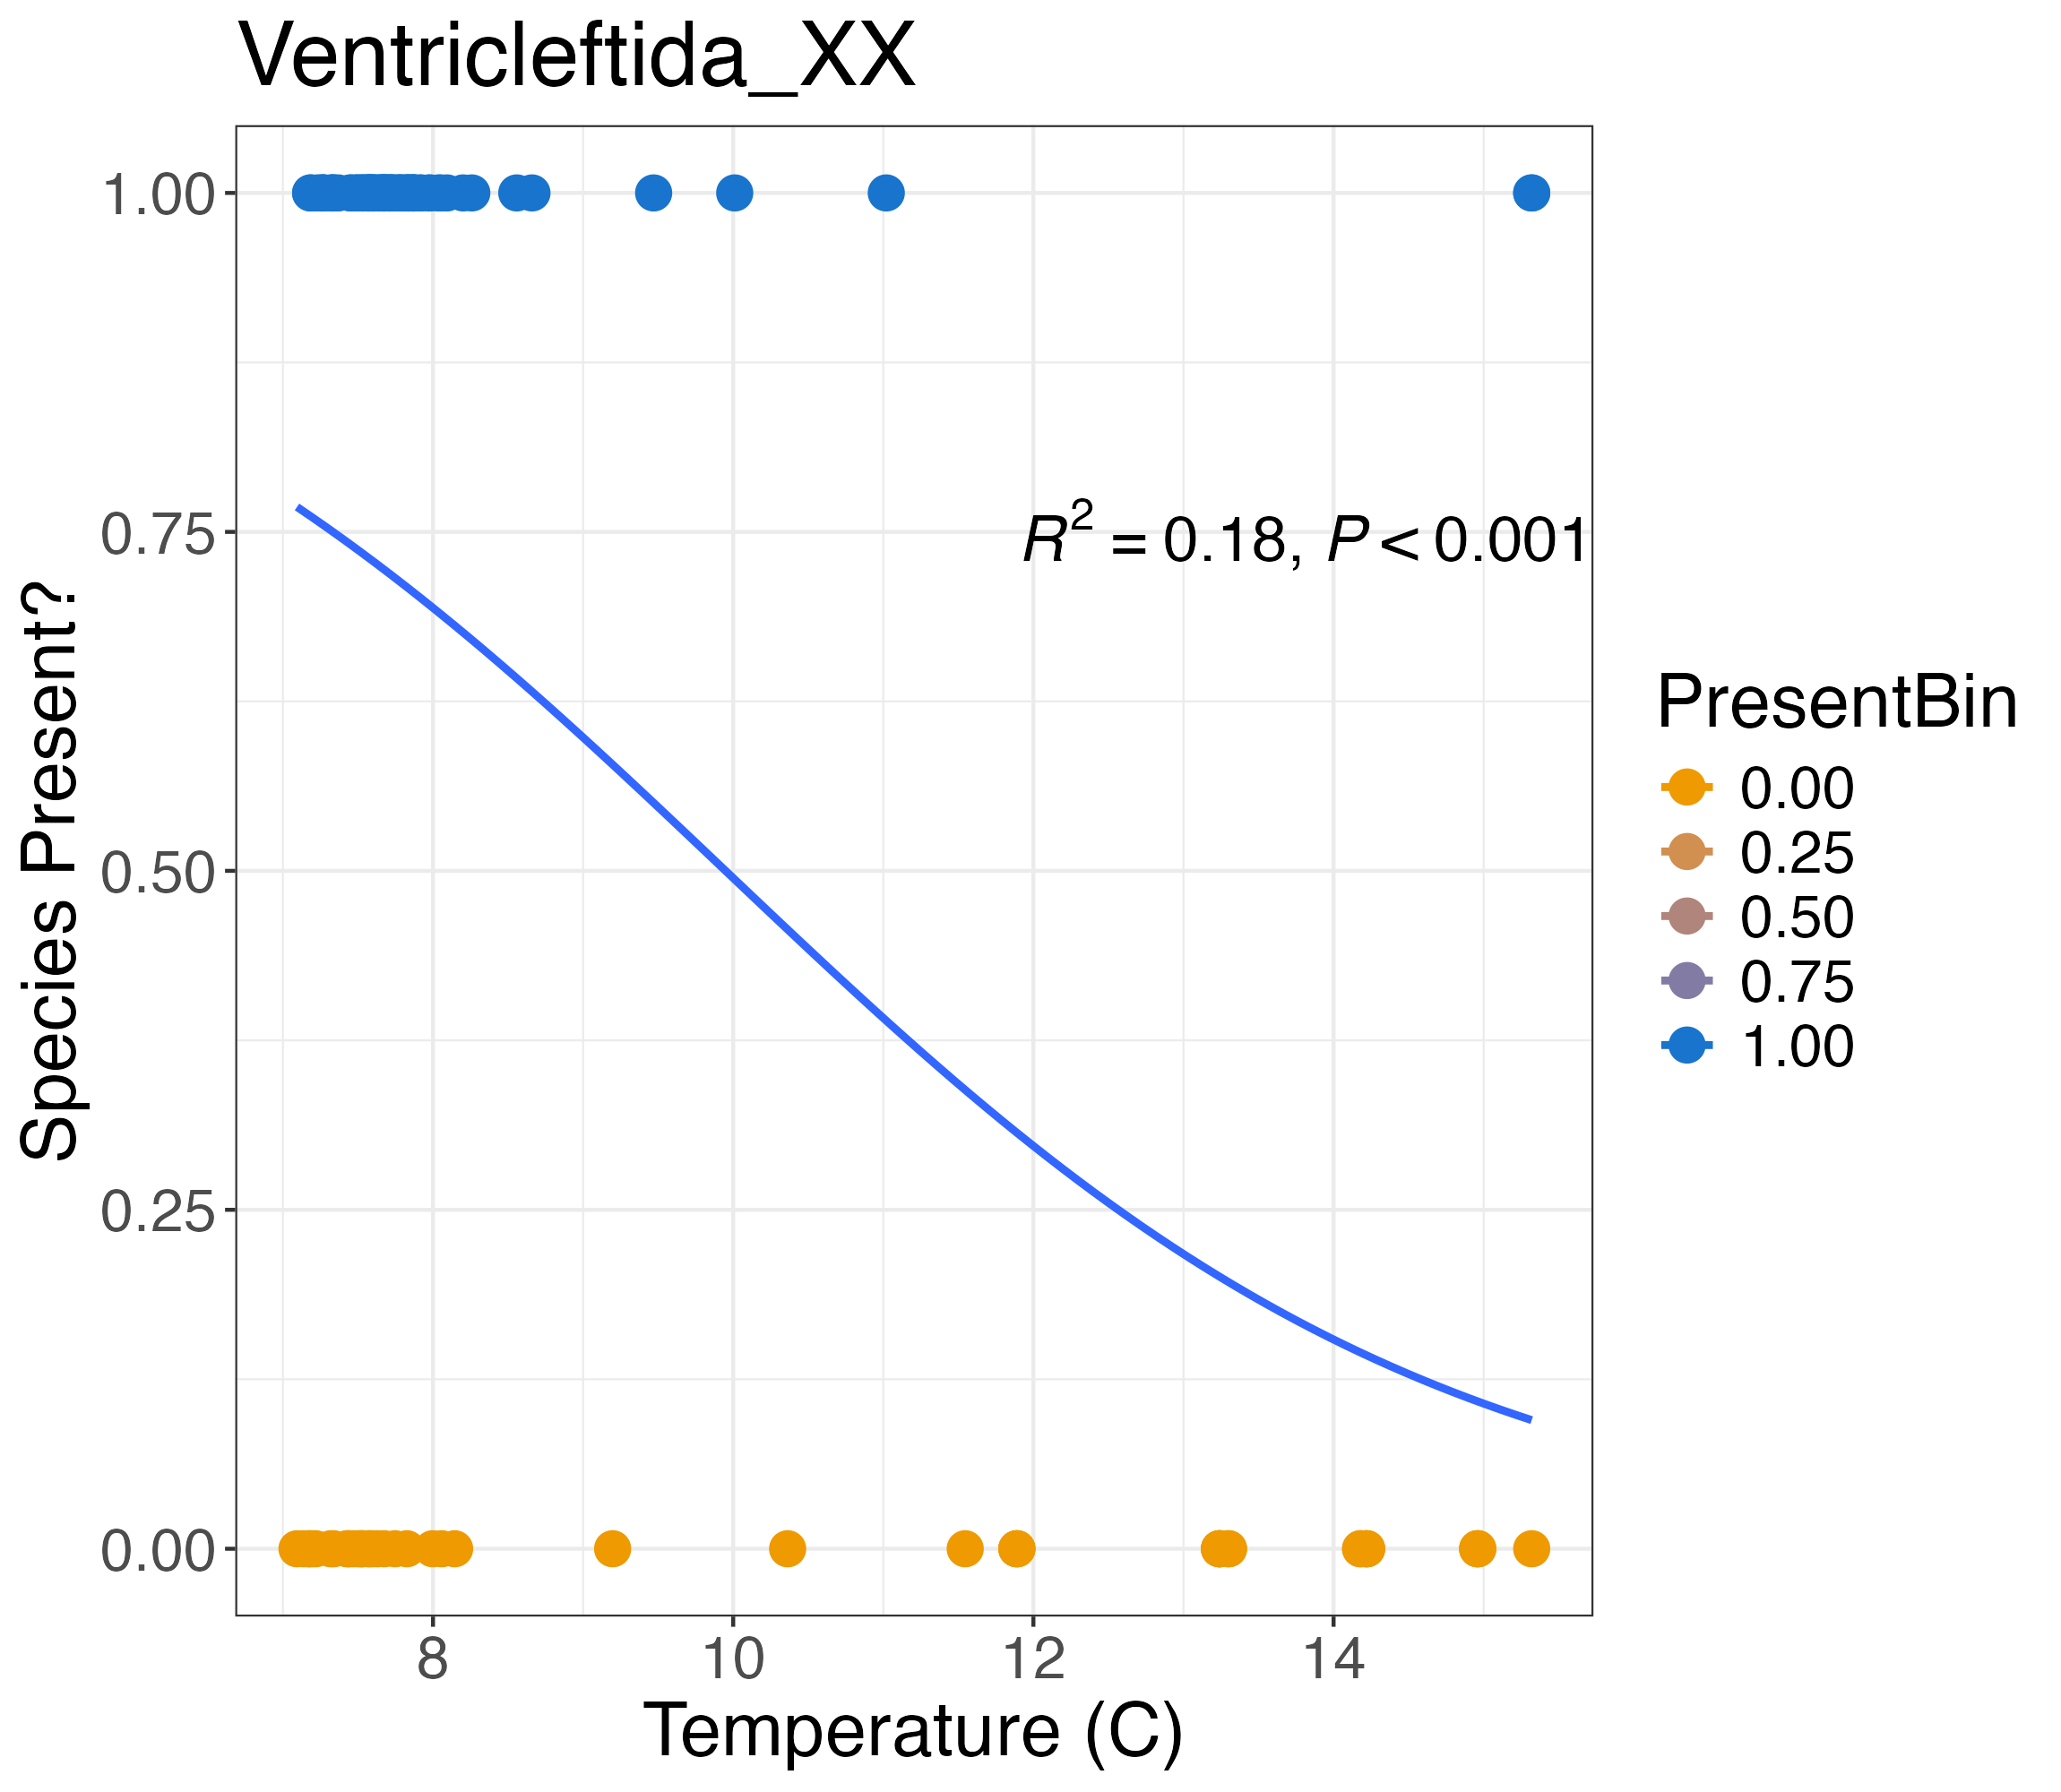 Ventricleftida_XX
1.00
0.75
0.50
0.25
0.00
Species Present?
R² = 0.18, P < 0.001
8 10 12 14
Temperature (C)
PresentBin
0.00
0.25
0.50
0.75
1.00